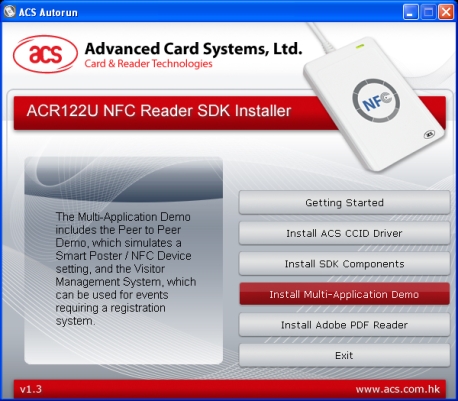 ACS Autorun
acs
Advanced Card Systems, Ltd.
Card & Reader Technologies
NFC
acs
ACR122U NFC Reader SDK Installer
The Multi-Application Demo
includes the Peer to Peer
Demo, which simulates a
Smart Poster / NFC Device
setting, and the Visitor
Management System, which
can be used for events
requiring a registration
system.
Getting Started
Install ACS CCID Driver
Install SDK Components
Install Multi-Application Demo
Install Adobe PDF Reader
Exit
v1.3
www.acs.com.hk